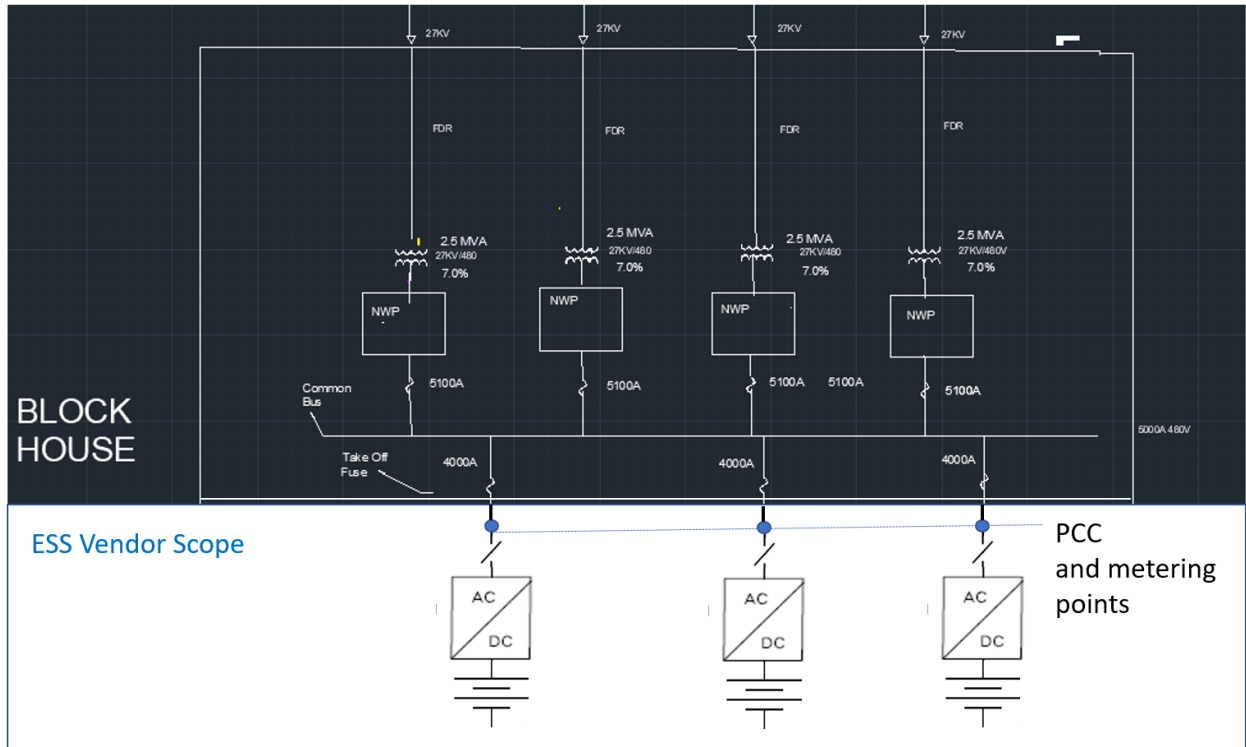 27KV
27KV
27KV
27KV
FDR
FDR
FDR
FDR
2.5 MVA
27KV/480
7.0%
2.5 MVA
27KV/480
7.0%
2.5 MVA
27KV/480
7.0%
2.5 MVA
27KV/480V
7.0%
NWP
NWP
NWP
NWP
5100A
5100A
5100A
5100A
5100A
Common
Bus
BLOCK
HOUSE
5000A 480V
Take Off
Fuse
4000A
4000A
4000A
ESS Vendor Scope
PCC
and metering
points
AC
DC
AC
DC
AC
DC